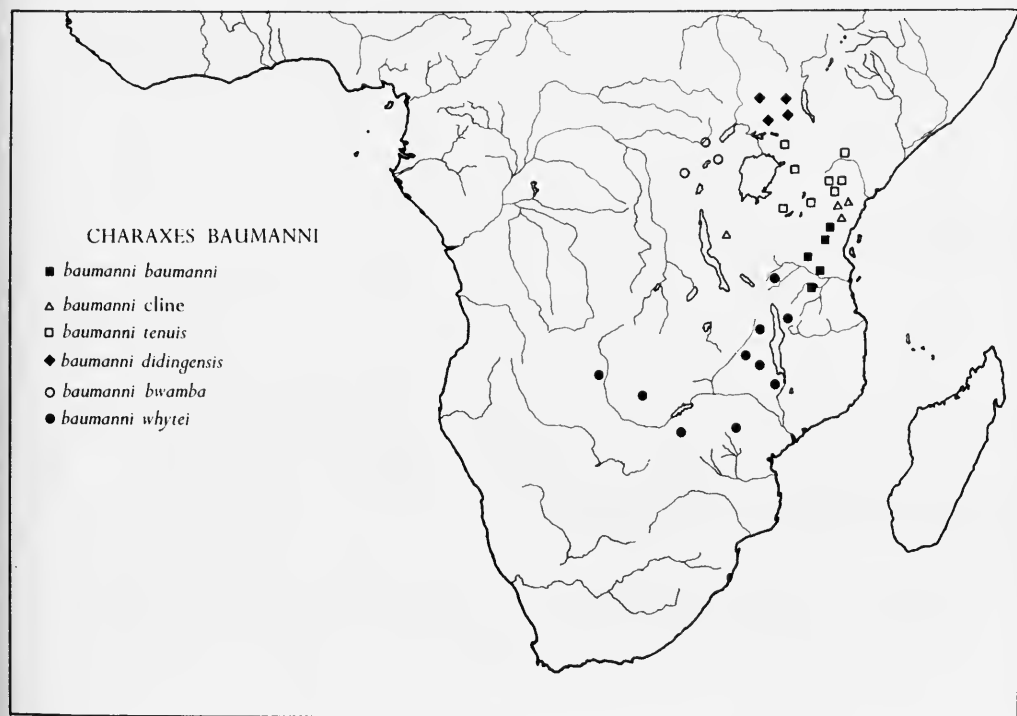 CHARAXES BAUMANNI
■ baumanni baumanni
△ baumanni cline
□ baumanni tenuis
◆ baumanni didingensis
○ baumanni bwamba
● baumanni whytei